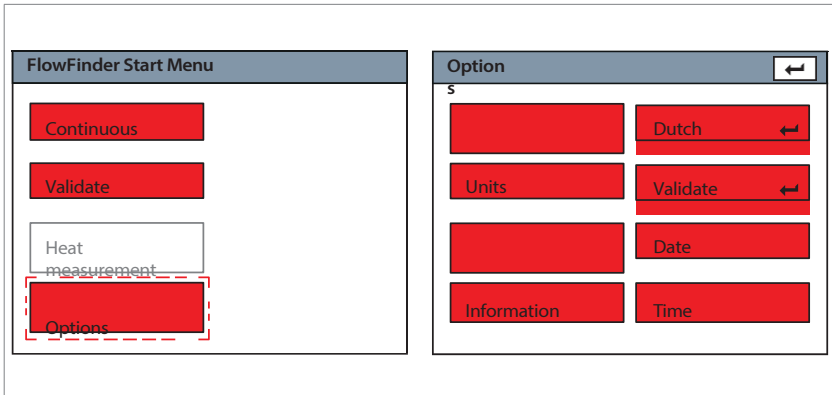 FlowFinder Start Menu
Continuous
Validate
Heat
measurement
Options
Option
s
Dutch
Units
Validate
Date
Information
Time